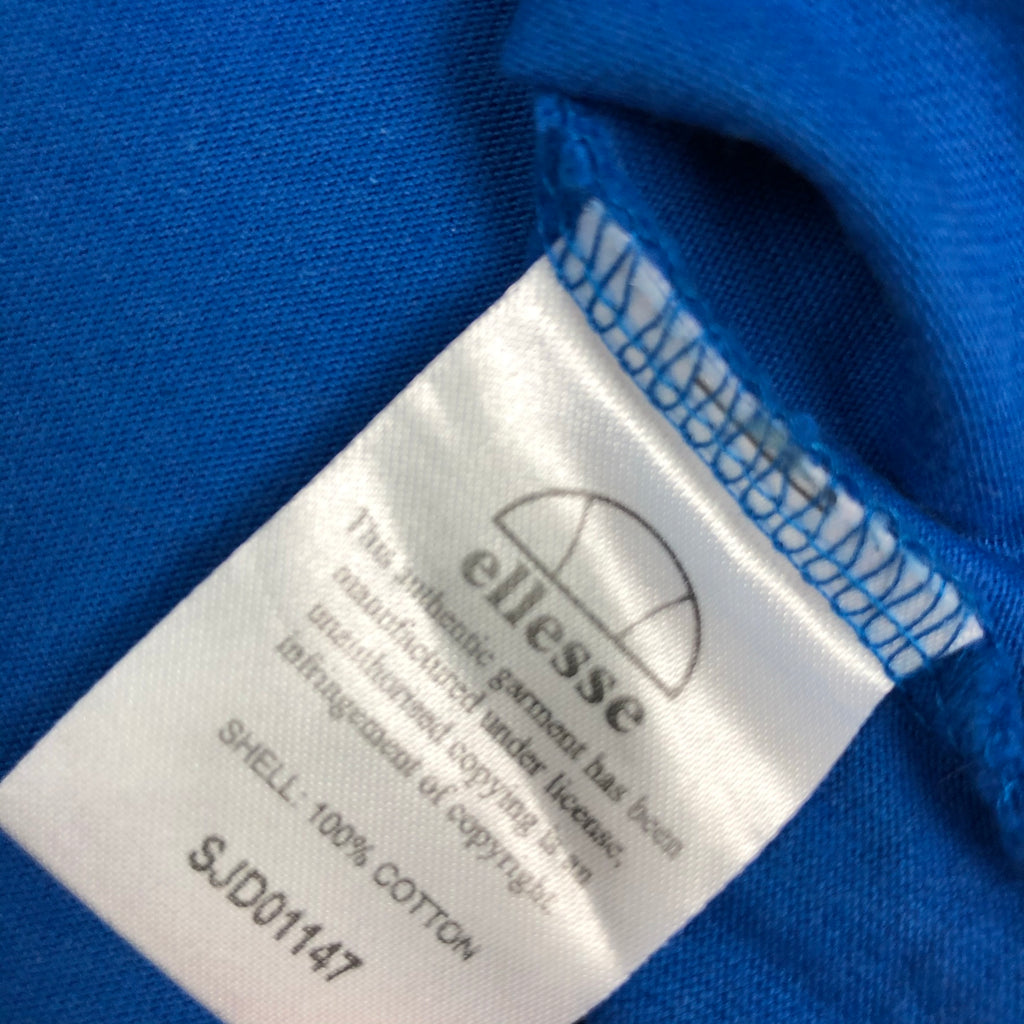 ellesse
This authentic garment has been
manufactured under license,
unauthorised copying is an
infragement of copyright.
SHELL: 100% COTTON
SJD01147